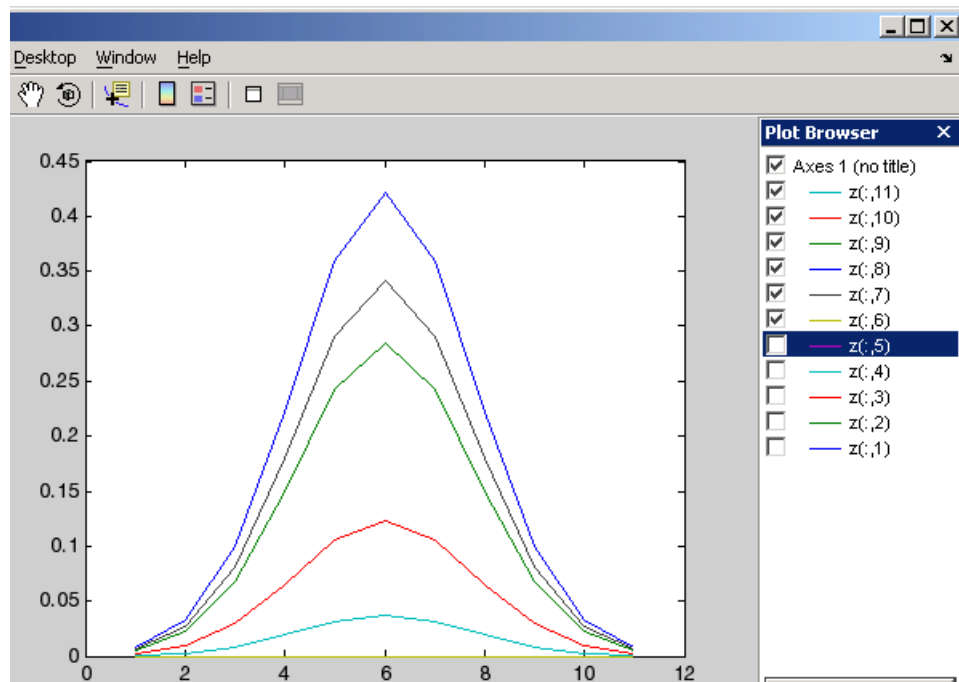 Desktop Window Help
Plot Browser
Axes 1 (no title)
z(:,11)
z(:,10)
z(:,9)
z(:,8)
z(:,7)
z(:,6)
z(:,5)
z(:,4)
z(:,3)
z(:,2)
z(:,1)
0.45
0.4
0.35
0.3
0.25
0.2
0.15
0.1
0.05
0
0 2 4 6 8 10 12